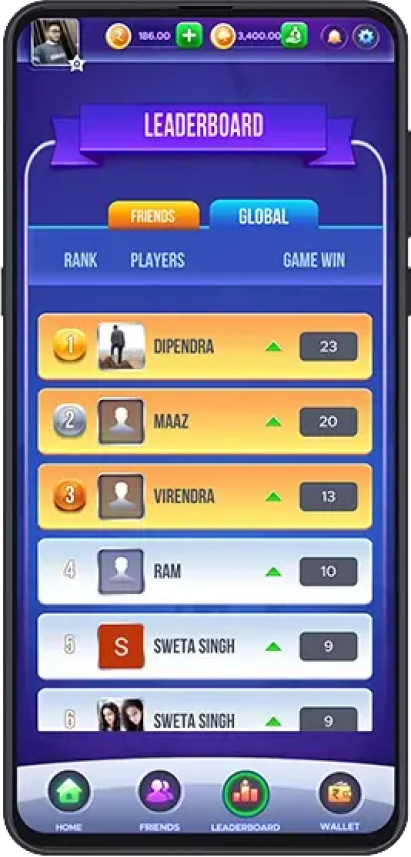 186.00 3,400.00
LEADERBOARD
FRIENDS GLOBAL
RANK PLAYERS GAME WIN
1 DIPENDRA 23
2 MAAZ 20
3 VIRENDRA 13
4 RAM 10
5 S SWETA SINGH 9
6 SWETA SINGH 9
HOME FRIENDS LEADERBOARD WALLET